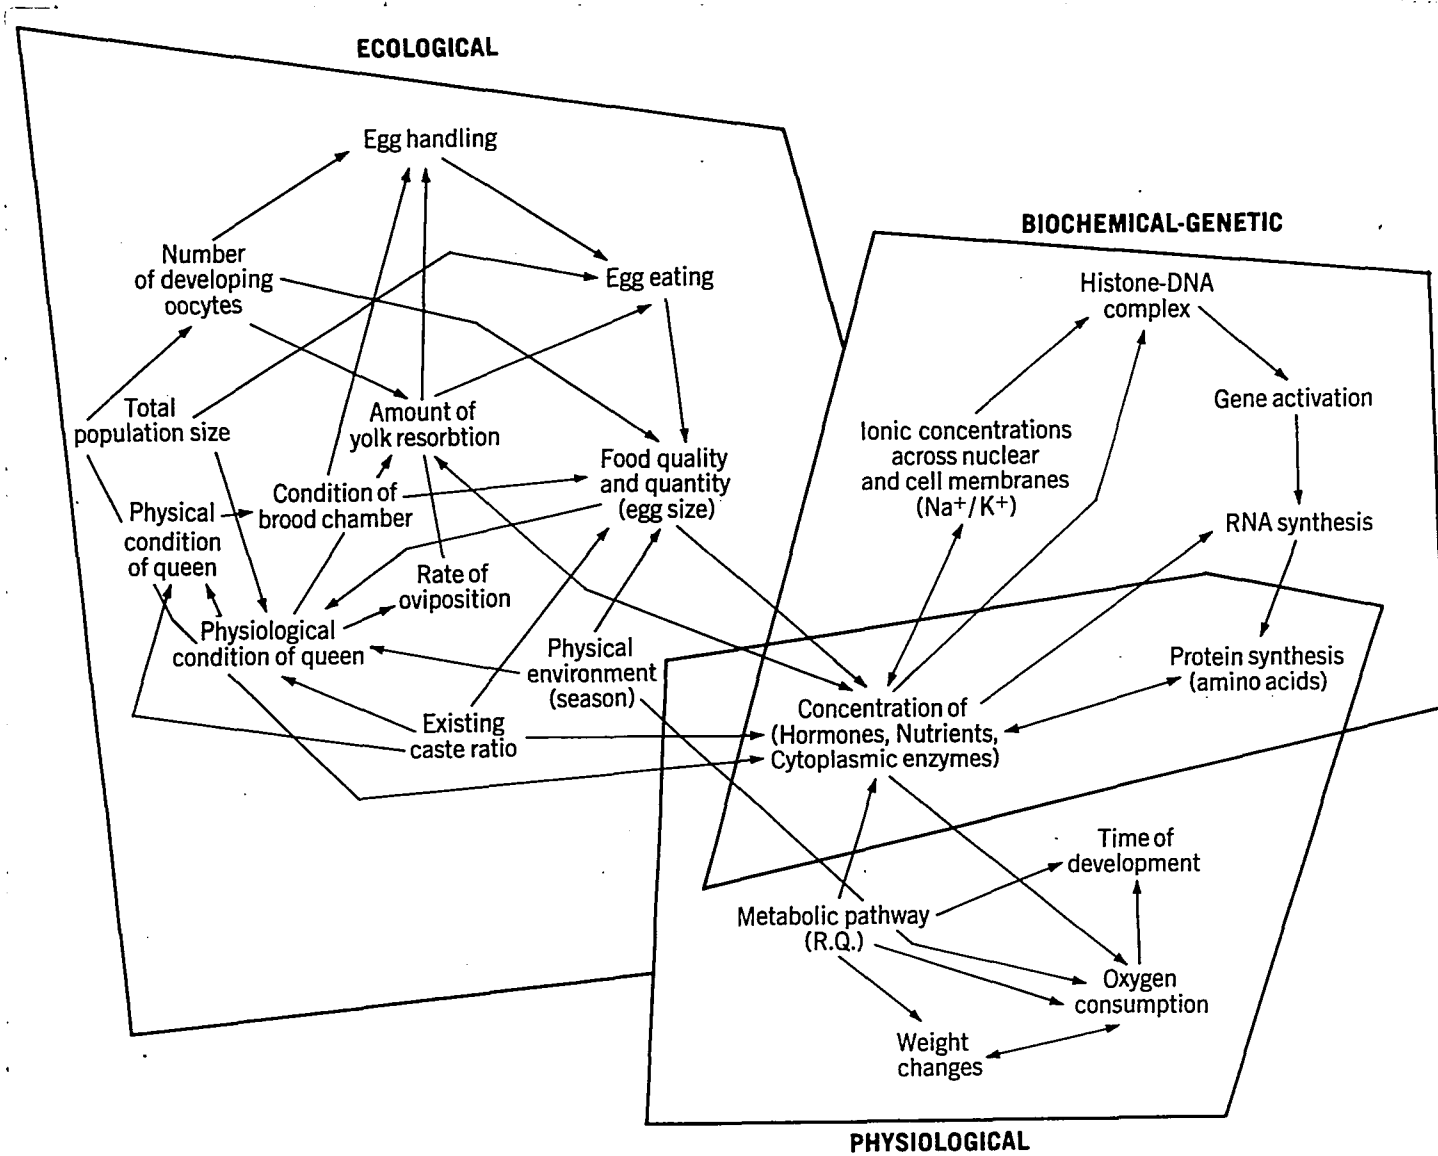 ECOLOGICAL
Egg handling
Number
of developing
oocytes
Egg eating
Total
population size
Amount of
yolk resorbtion
Food quality
and quantity
(egg size)
Condition of
brood chamber
Physical
condition
of queen
Rate of
oviposition
Physiological
condition of queen
Physical
environment
(season)
Existing
caste ratio
BIOCHEMICAL-GENETIC
Histone-DNA
complex
Gene activation
Ionic concentrations
across nuclear
and cell membranes
(Na+/K+)
RNA synthesis
Protein synthesis
(amino acids)
Concentration of
(Hormones, Nutrients,
Cytoplasmic enzymes)
Time of
development
Metabolic pathway
(R.Q.)
Oxygen
consumption
Weight
changes
PHYSIOLOGICAL